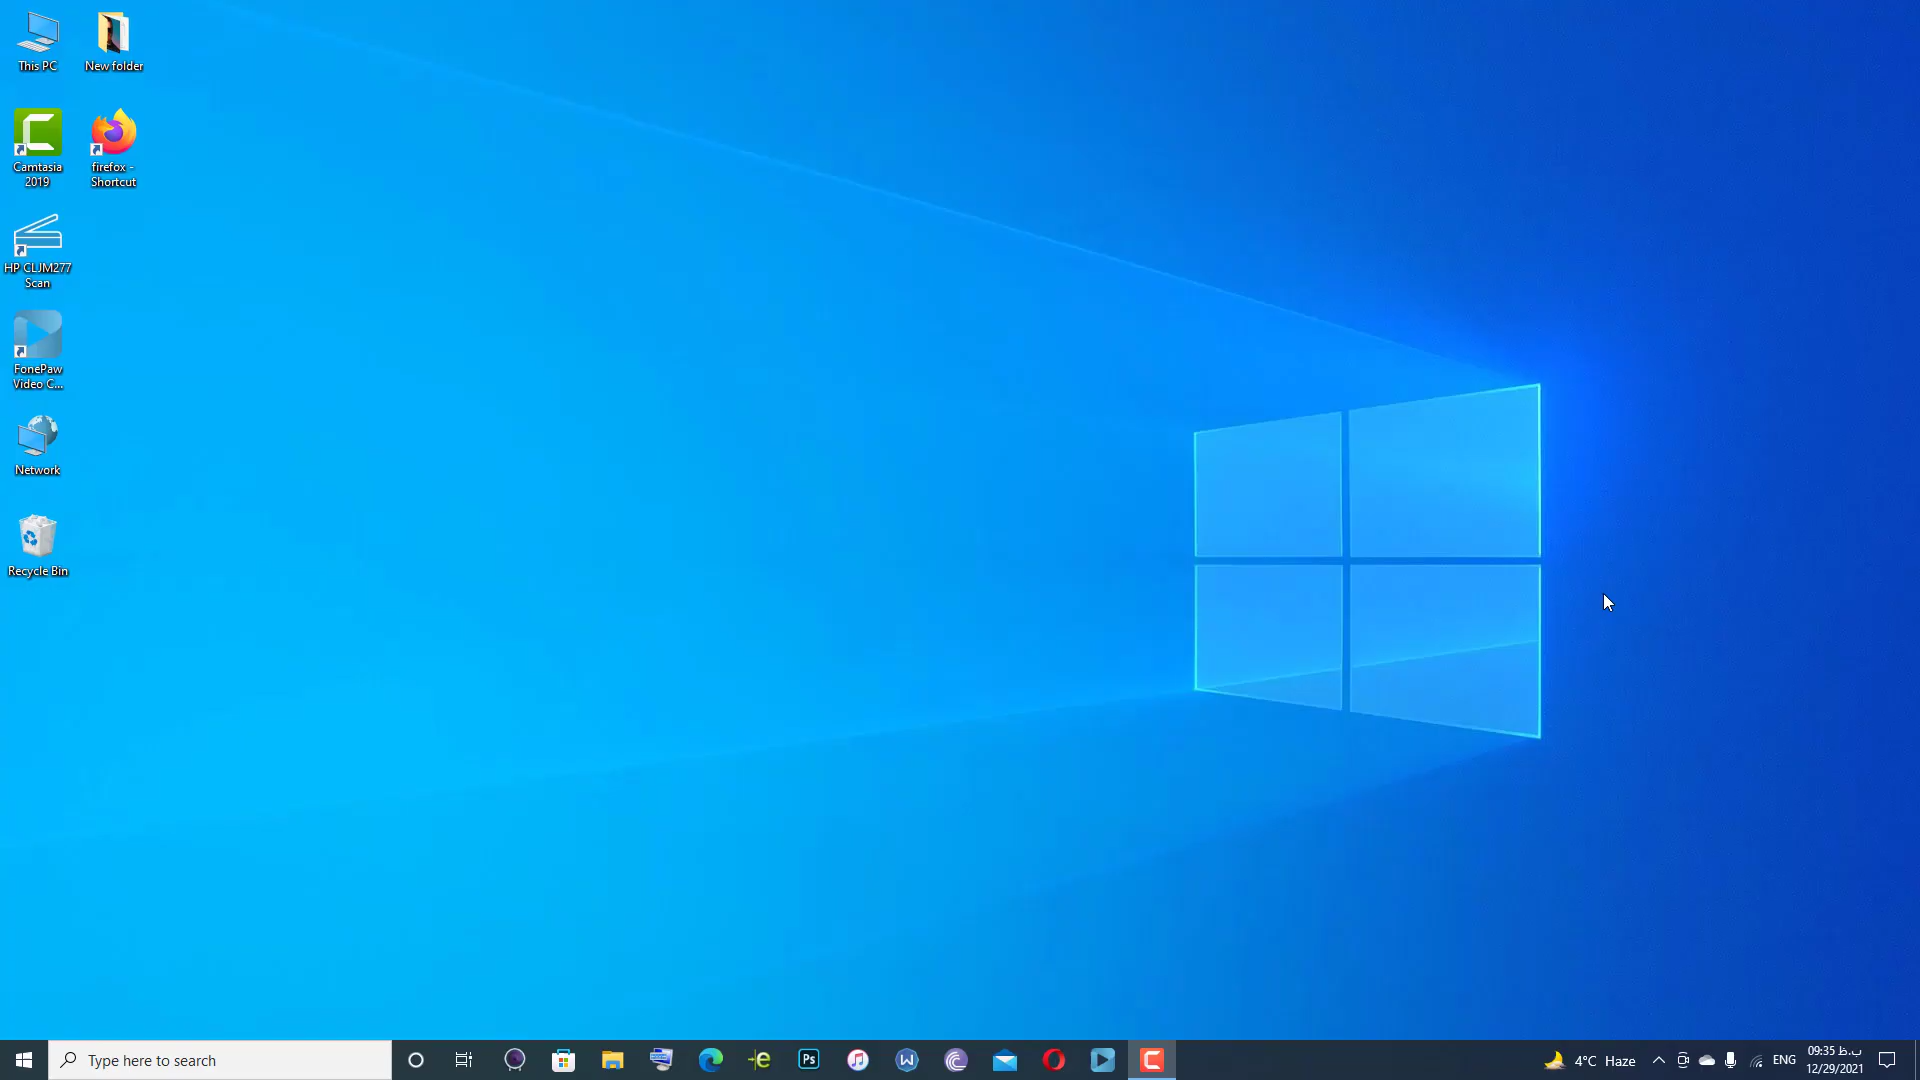 This PC
New folder
Camtasia
2019
firefox -
Shortcut
HP CLJM277
Scan
FonePaw
Video C...
Network
Recycle Bin
Type here to search
Ps
4°C Haze
ENG
09:35 ب.ظ
12/29/2021